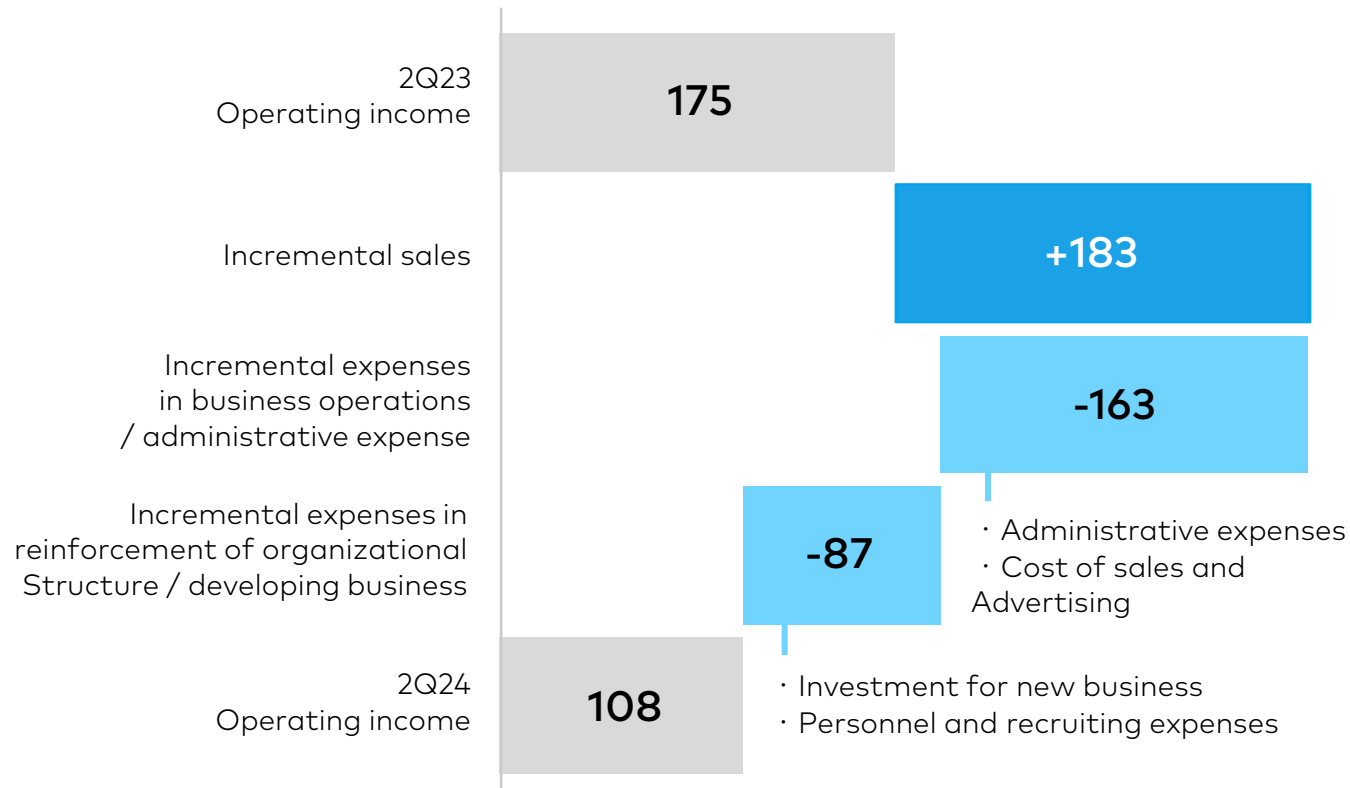 2Q23
Operating income
175
Incremental sales
+183
Incremental expenses
in business operations
/ administrative expense
-163
Incremental expenses in
reinforcement of organizational
Structure / developing business
-87
・Administrative expenses
・Cost of sales and
Advertising
2Q24
Operating income
108
・Investment for new business
・Personnel and recruiting expenses